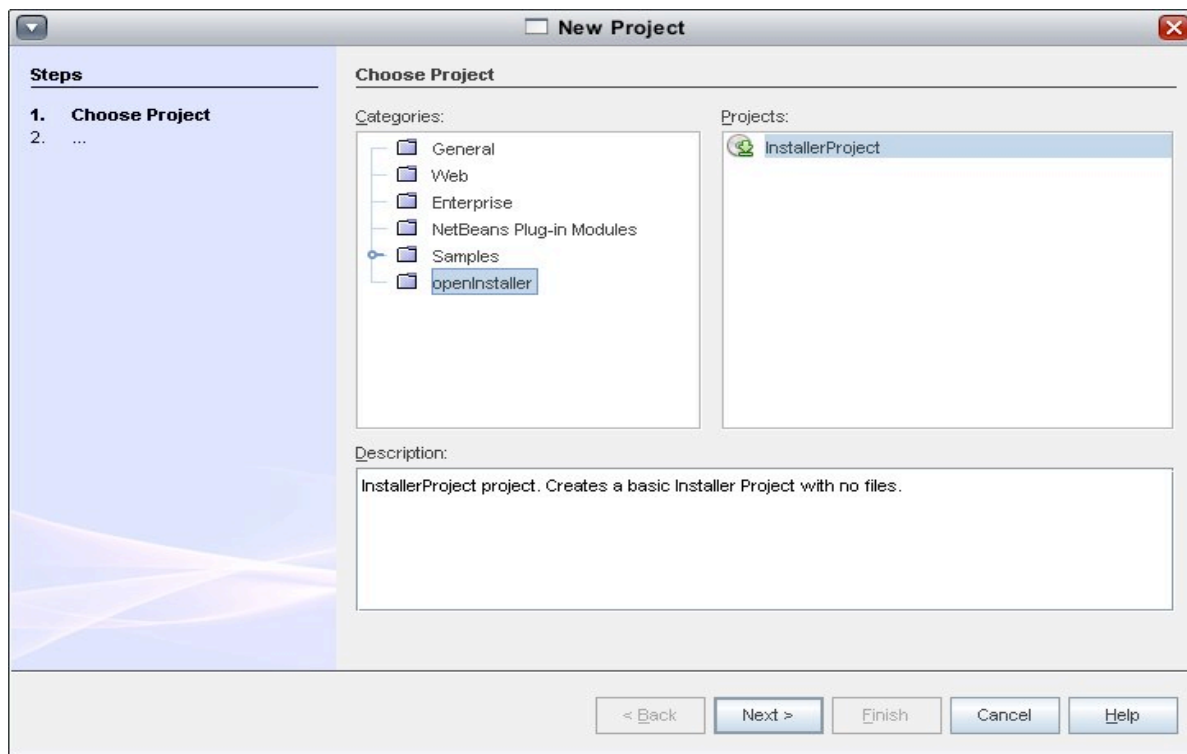 New Project
Steps
1. Choose Project
2. ...
Choose Project
Categories:
General
Web
Enterprise
NetBeans Plug-in Modules
Samples
openInstaller
Projects:
InstallerProject
Description:
InstallerProject project. Creates a basic Installer Project with no files.
< Back
Next >
Finish
Cancel
Help